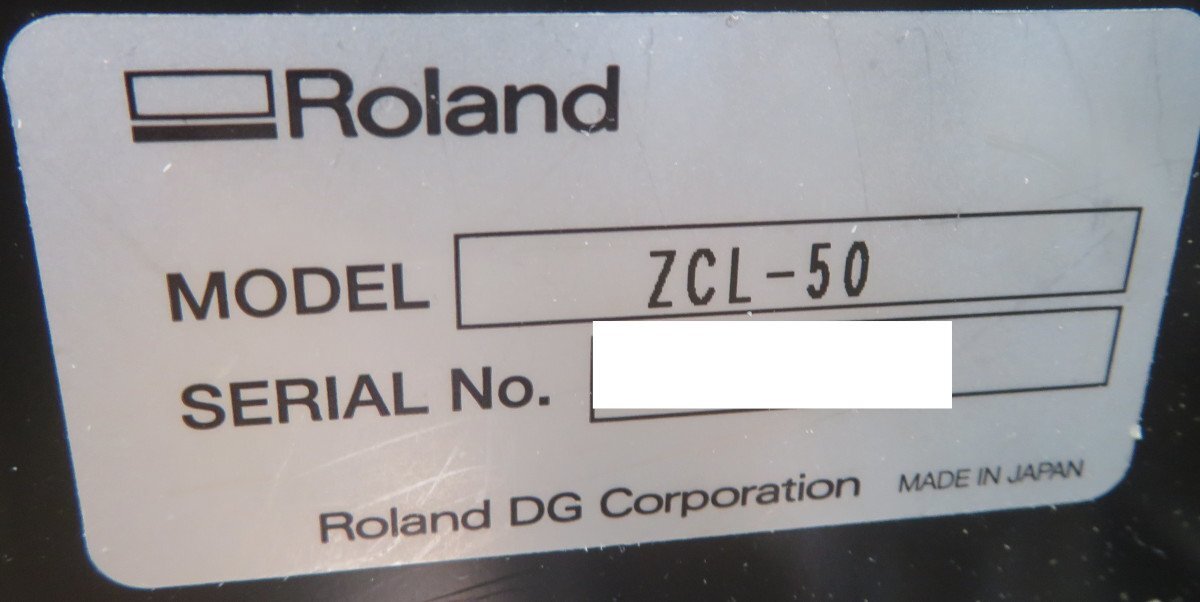 Roland
MODEL ZCL-50
SERIAL No.
Roland DG Corporation MADE IN JAPAN